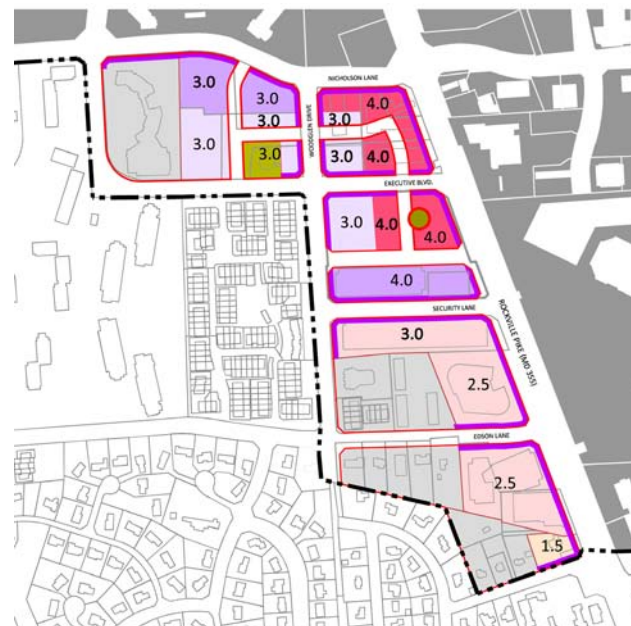 NICHOLSON LANE
3.0
3.0
4.0
3.0
3.0
WOODGLEN DRIVE
3.0
3.0
3.0
4.0
EXECUTIVE BLVD.
3.0
4.0
4.0
4.0
SECURITY LANE
ROCKVILLE PIKE (MD 355)
3.0
2.5
EDSON LANE
2.5
1.5